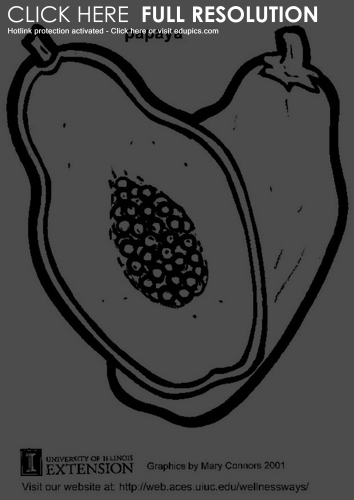 CLICK HERE FULL RESOLUTION
Hotlink protection activated - Click here or visit edupics.com
papaya
UNIVERSITY OF ILLINOIS
EXTENSION
Graphics by Mary Connors 2001
Visit our website at: http://web.aces.uiuc.edu/wellnessways/